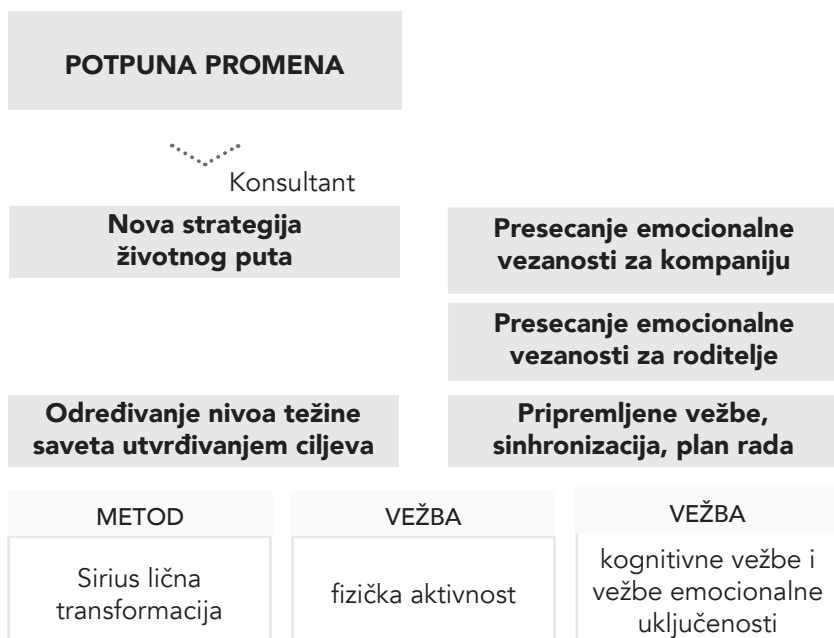 POTPUNA PROMENA
Konsultant
Nova strategija
životnog puta
Presecanje emocionalne
vezanosti za kompaniju
Presecanje emocionalne
vezanosti za roditelje
Određivanje nivoa težine
saveta utvrđivanjem ciljeva
Pripremljene vežbe,
sinhronizacija, plan rada
METOD
Sirius lična
transformacija
VEŽBA
fizička aktivnost
VEŽBA
kognitivne vežbe i
vežbe emocionalne
uključenosti